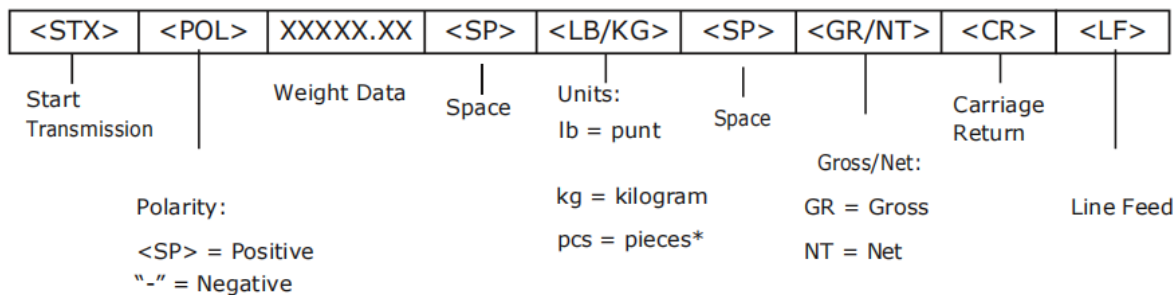 <STX> <POL> XXXXX.XX <SP> <LB/KG> <SP> <GR/NT> <CR> <LF>
Start
Transmission
Polarity:
<SP> = Positive
“-” = Negative
Weight Data
Space
Units:
lb = punt
kg = kilogram
pcs = pieces*
Space
Gross/Net:
GR = Gross
NT = Net
Carriage
Return
Line Feed